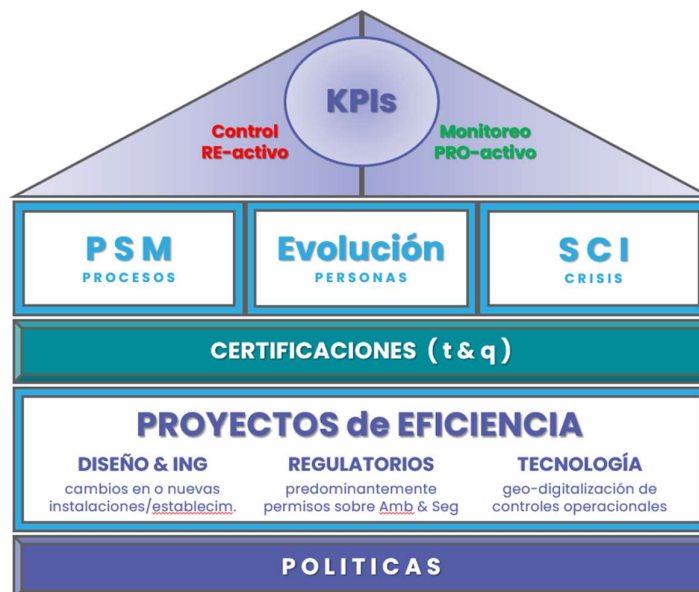 KPIs
Control
RE-activo
Monitoreo
PRO-activo
PSM
PROCESOS
Evolución
PERSONAS
SCI
CRISIS
CERTIFICACIONES ( t & q )
PROYECTOS de EFICIENCIA
DISEÑO & ING
cambios en o nuevas
instalaciones/establecim.
REGULATORIOS
predominantemente
permisos sobre Amb & Seg
TECNOLOGÍA
geo-digitalización de
controles operacionales
POLITICAS